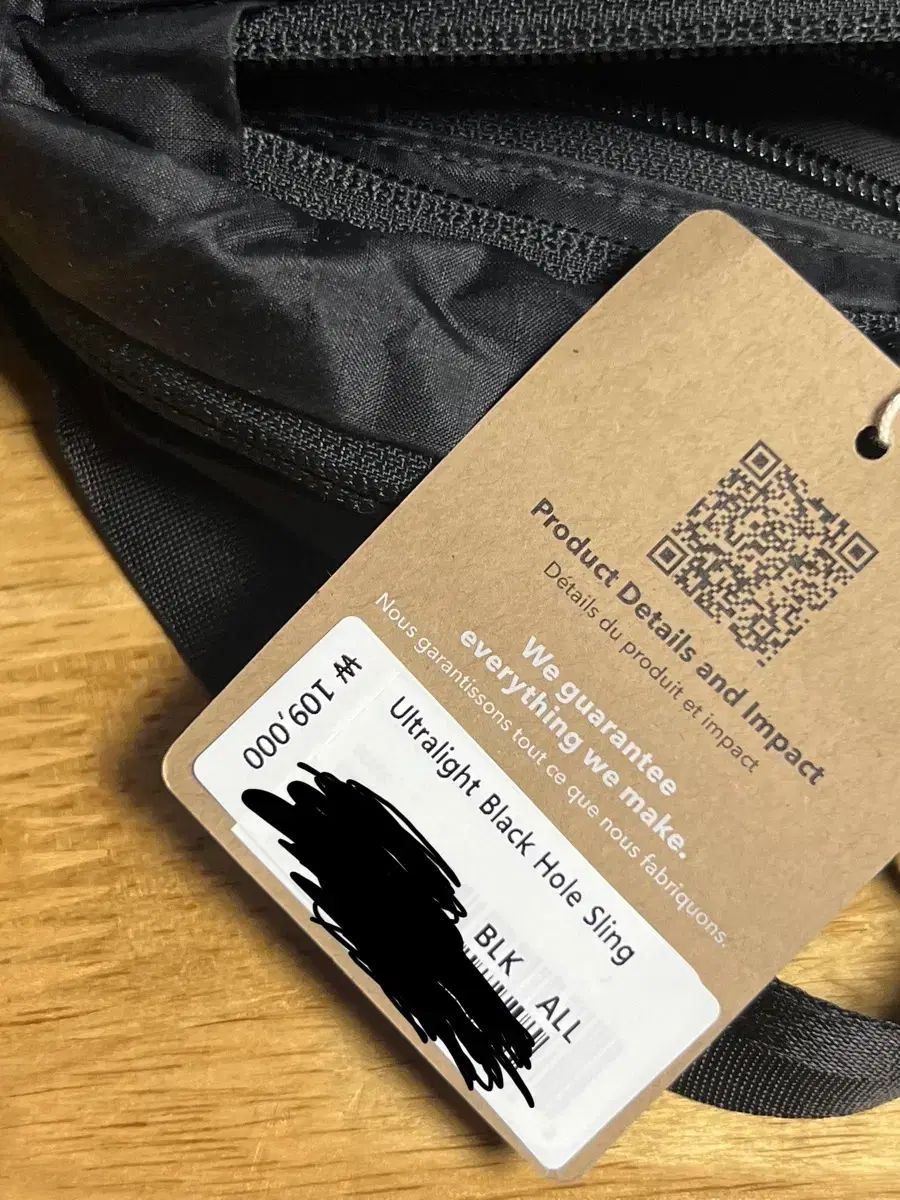 Product Details and Impact
Détails du produit et impact
We guarantee
everything we make.
Nous garantissons tout ce que nous fabriquons.
Ultralight Black Hole Sling
BLK ALL
₩ 109,000